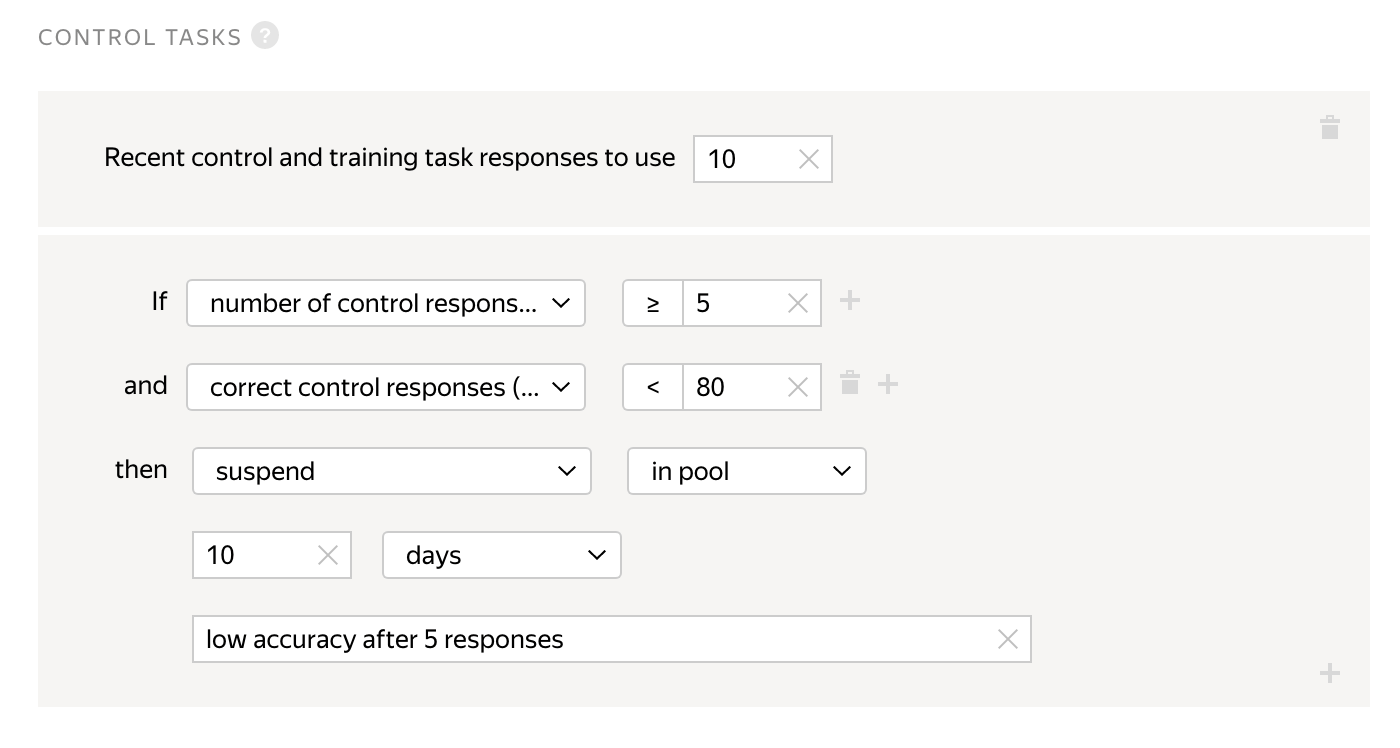 CONTROL TASKS ?
Recent control and training task responses to use 10
If number of control respons... ≥ 5
and correct control responses (... < 80
then suspend in pool
10 days
low accuracy after 5 responses